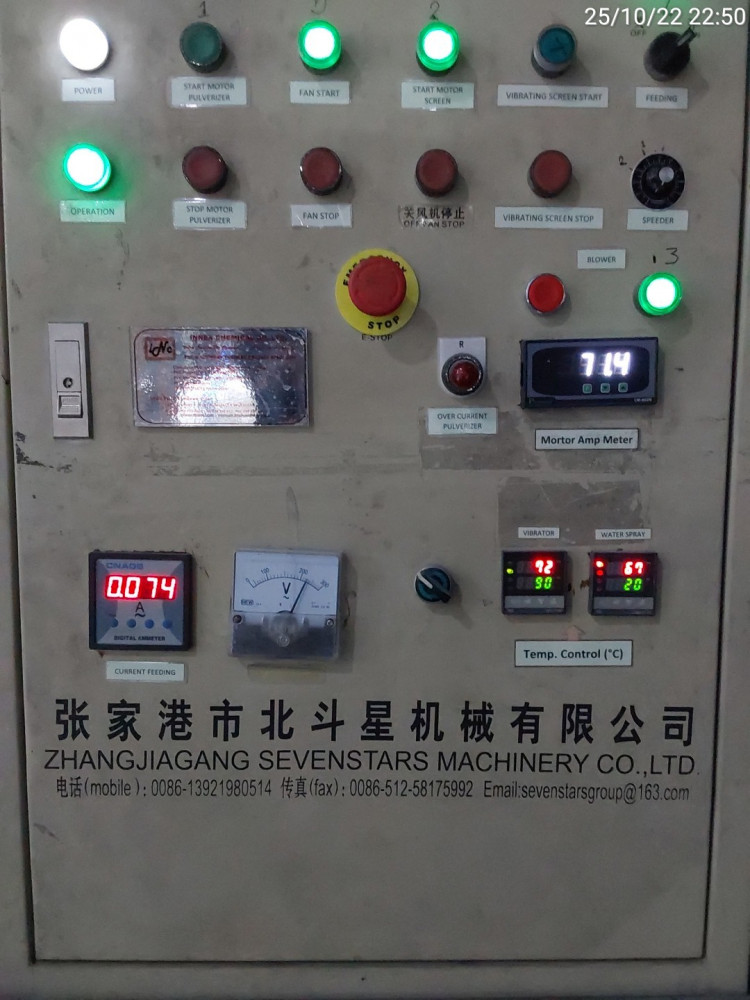 25/10/22 22:50
1
2
OFF
POWER
START MOTOR
PULVERIZER
FAN START
START MOTOR
SCREEN
VIBRATING SCREEN START
FEEDING
2
OPERATION
STOP MOTOR
PULVERIZER
FAN STOP
关风机停止
OFF FAN STOP
VIBRATING SCREEN STOP
SPEEDER
BLOWER
3
EMERGENCY
STOP
E-STOP
R
71.4
OVER CURRENT
PULVERIZER
Mortor Amp Meter
VIBRATOR
WATER SPRAY
0.074
A
DIGITAL AMMETER
V
92
90
67
20
CURRENT FEEDING
Temp. Control (°C)
张家港市北斗星机械有限公司
ZHANGJIAGANG SEVENSTARS MACHINERY CO.,LTD.
电话(mobile): 0086-13921980514 传真(fax): 0086-512-58175992 Email:sevenstarsgroup@163.com